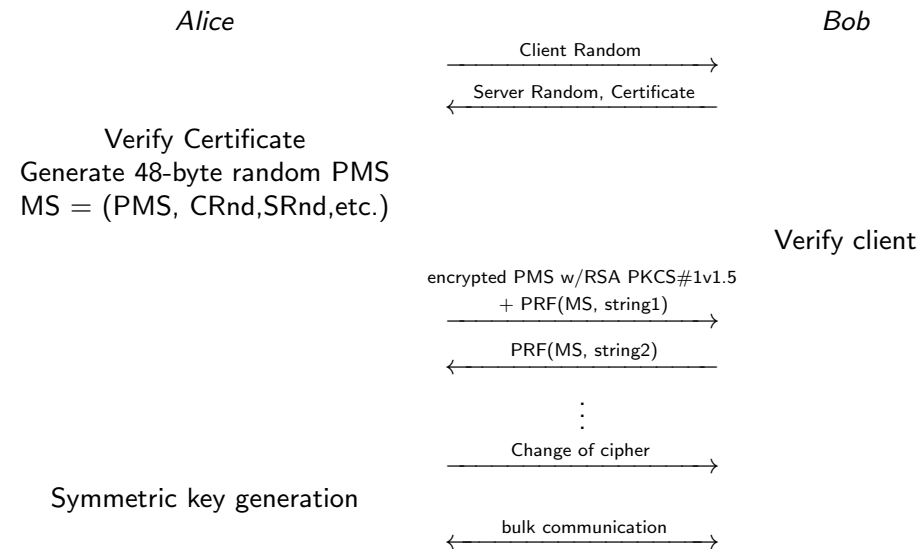 Alice Bob
Client Random
Server Random, Certificate
Verify Certificate
Generate 48-byte random PMS
MS = (PMS, CRnd,SRnd,etc.)
Verify client
encrypted PMS w/RSA PKCS#1v1.5
+ PRF(MS, string1)
PRF(MS, string2)
⋮
Change of cipher
Symmetric key generation
bulk communication